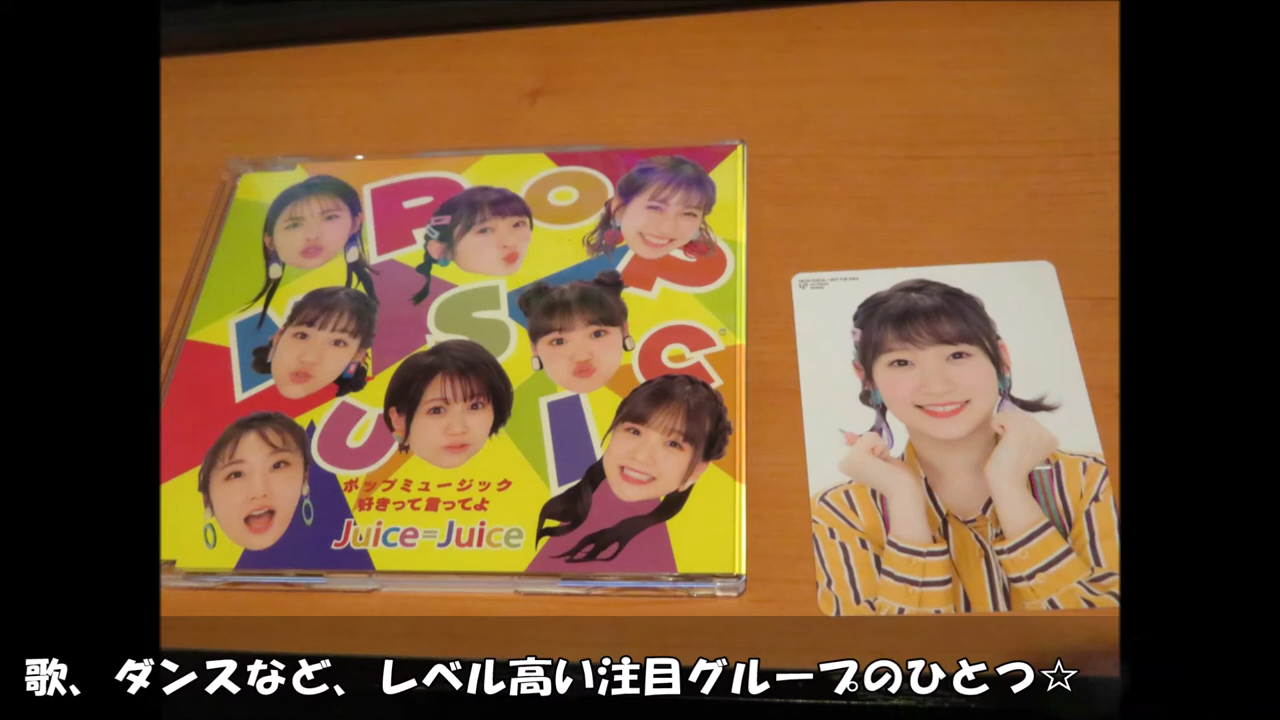 POP
MUSIC
ポップミュージック
好きって言ってよ
Juice=Juice
歌、ダンスなど、レベル高い注目グループのひとつ☆